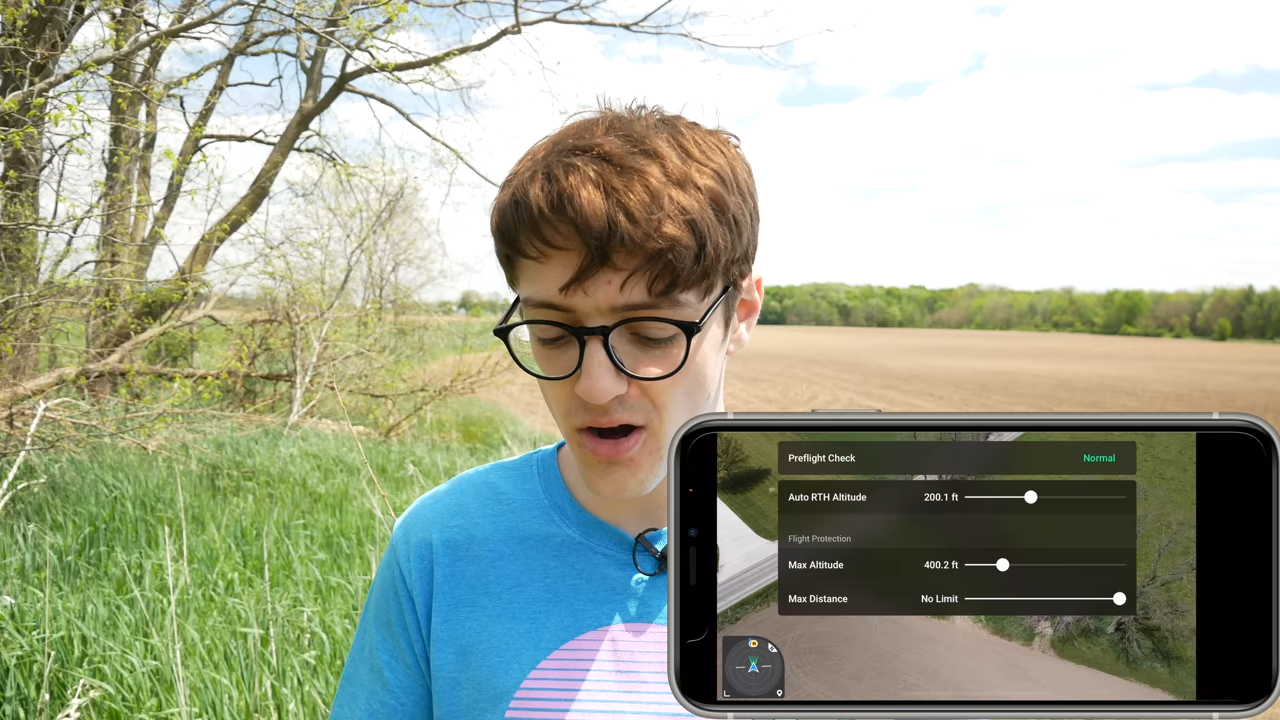 Preflight Check Normal
Auto RTH Altitude 200.1 ft
Flight Protection
Max Altitude 400.2 ft
Max Distance No Limit